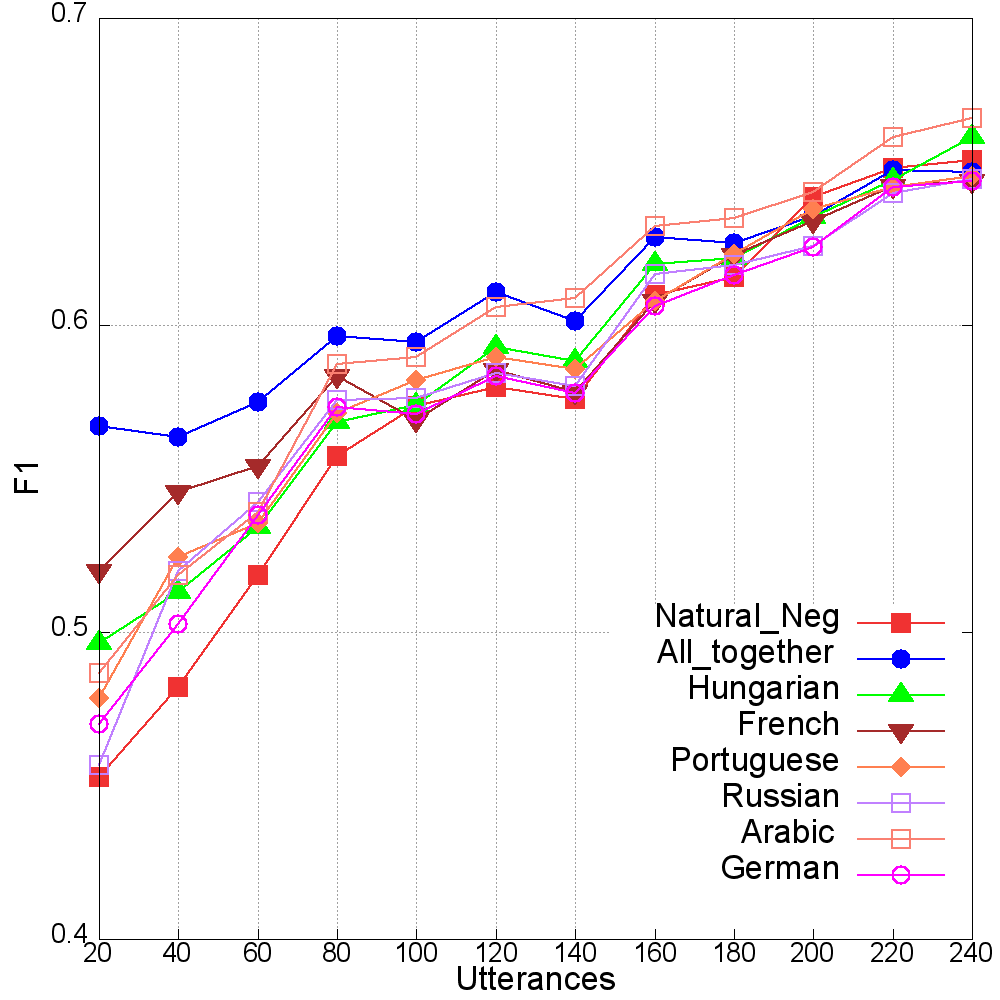 0.7
0.6
0.5
0.4
F1
Natural_Neg
All_together
Hungarian
French
Portuguese
Russian
Arabic
German
20 40 60 80 100 120 140 160 180 200 220 240
Utterances